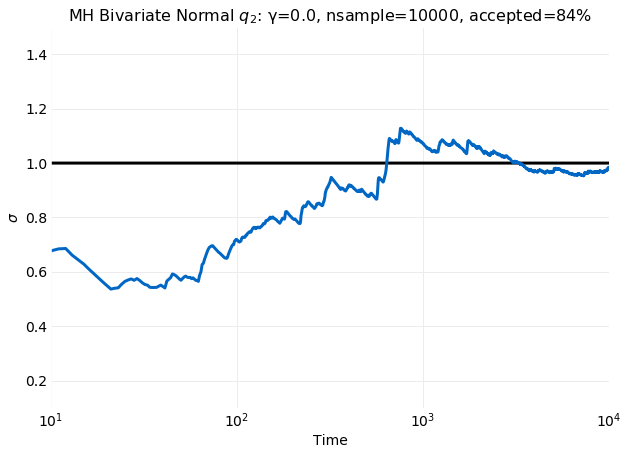 MH Bivariate Normal $q_2$: γ=0.0, nsample=10000, accepted=84%
1.4
1.2
1.0
0.8
0.6
0.4
0.2
σ
10¹ 10² 10³ 10⁴
Time